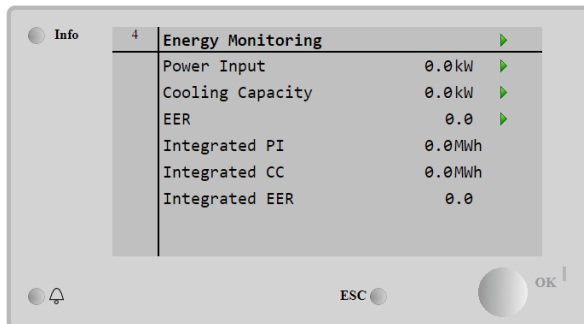 Info
4 Energy Monitoring
Power Input 0.0kW
Cooling Capacity 0.0kW
EER 0.0
Integrated PI 0.0MWh
Integrated CC 0.0MWh
Integrated EER 0.0
ESC
OK